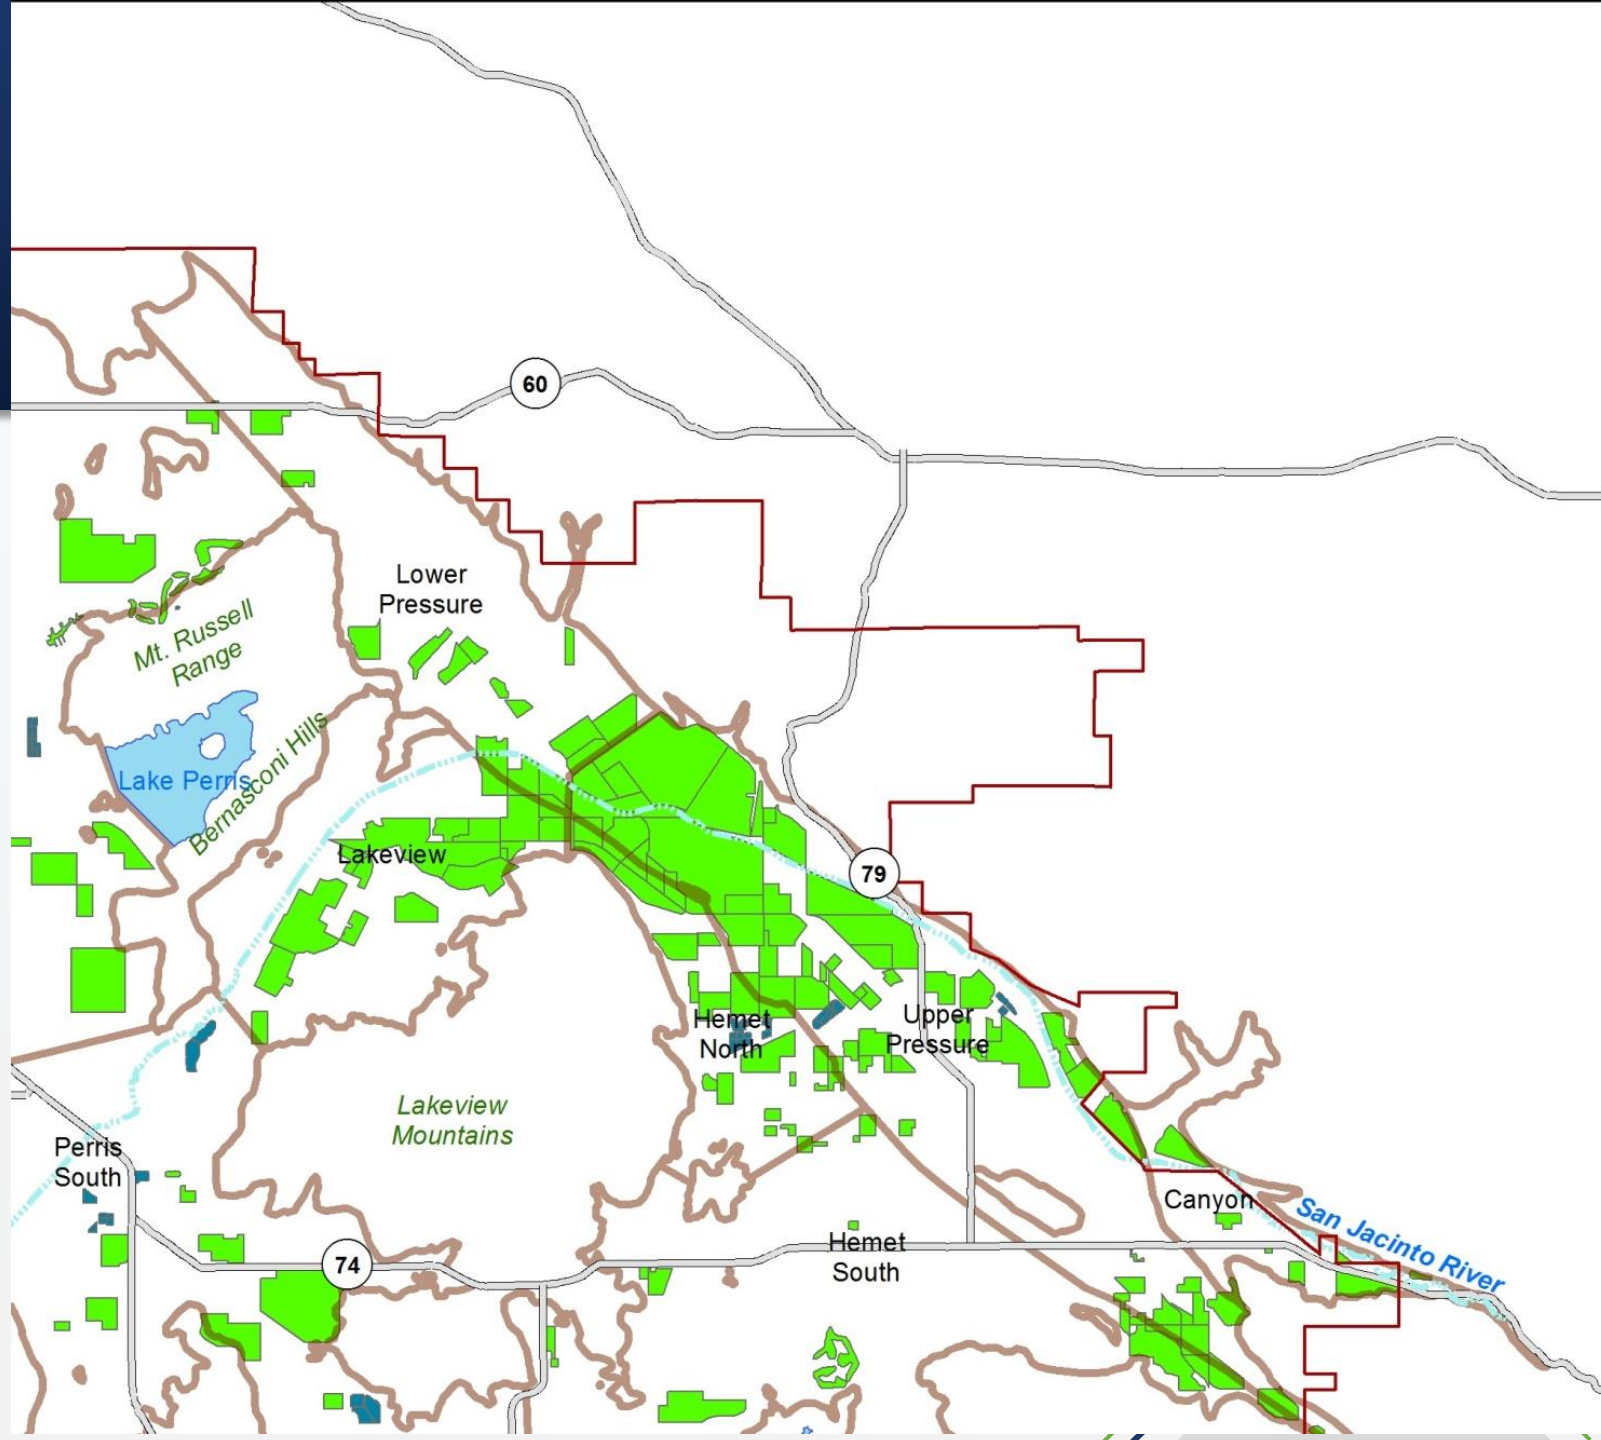 60
Lower
Pressure
Mt. Russell
Range
Bernasconi Hills
Lake Perris
Lakeview
79
Hemet
North
Upper
Pressure
Lakeview
Mountains
Perris
South
Canyon
San Jacinto River
Hemet
South
74